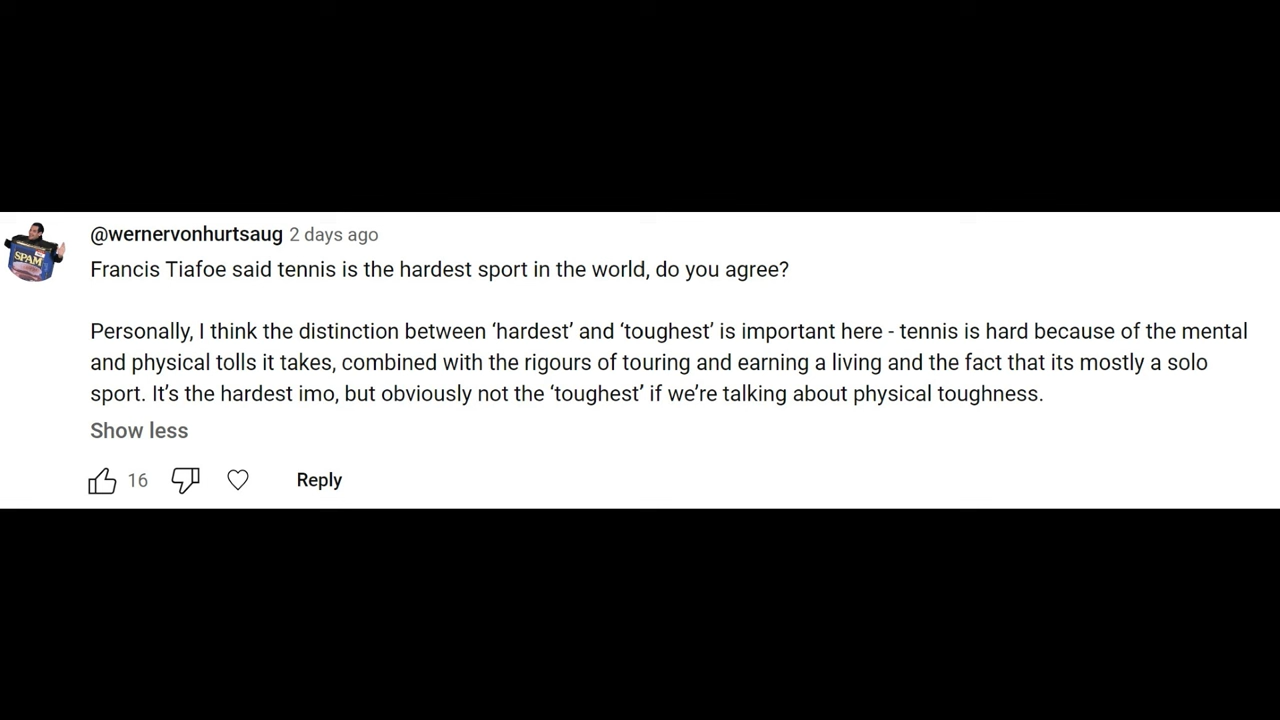 @wernervonhurtsaug 2 days ago
Francis Tiafoe said tennis is the hardest sport in the world, do you agree?
Personally, I think the distinction between ‘hardest’ and ‘toughest’ is important here - tennis is hard because of the mental
and physical tolls it takes, combined with the rigours of touring and earning a living and the fact that its mostly a solo
sport. It’s the hardest imo, but obviously not the ‘toughest’ if we’re talking about physical toughness.
Show less
16 Reply
SPAM